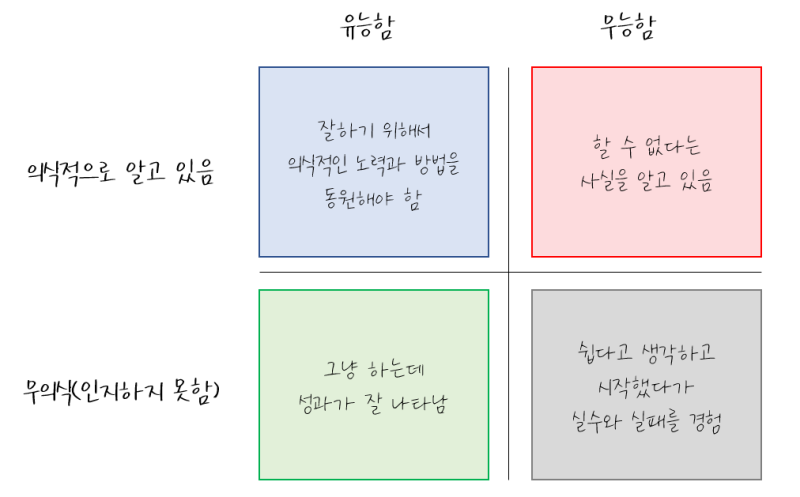 유능함
무능함
의식적으로 알고 있음
잘하기 위해서
의식적인 노력과 방법을
동원해야 함
할 수 없다는
사실을 알고 있음
무의식(인지하지 못함)
그냥 하는데
성과가 잘 나타남
쉽다고 생각하고
시작했다가
실수와 실패를 경험